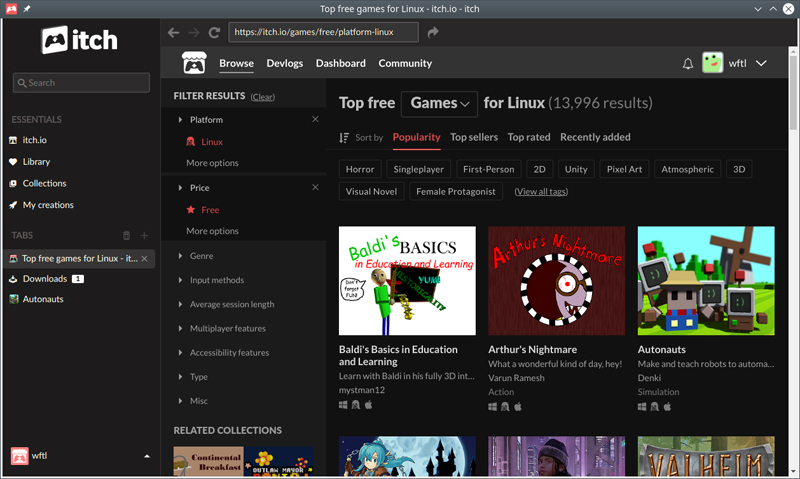 Top free games for Linux - itch.io - itch
itch
Search
ESSENTIALS
itch.io
Library
Collections
My creations
TABS
Top free games for Linux - it...
Downloads 1
Autonauts
wftl
https://itch.io/games/free/platform-linux
Browse Devlogs Dashboard Community
wftl
FILTER RESULTS (Clear)
Platform
Linux
More options
Price
Free
More options
Genre
Input methods
Average session length
Multiplayer features
Accessibility features
Type
Misc
RELATED COLLECTIONS
Continental
Breakfast
OUTLAW MAYOR
Top free Games for Linux (13,996 results)
Sort by Popularity Top sellers Top rated Recently added
Horror Singleplayer First-Person 2D Unity Pixel Art Atmospheric 3D
Visual Novel Female Protagonist (View all tags)
Baldi's BASICS
in Education and Learning
Don't forget FUN!
YUM!
HISTORICALTY
Baldi's Basics in Education
and Learning
Learn with Baldi in his fully 3D int...
mystman12
Arthur's Nightmare
Arthur's Nightmare
What a wonderful kind of day, hey!
Varun Ramesh
Action
Autonauts
Make and teach robots to automa...
Denki
Simulation
VALHEIM